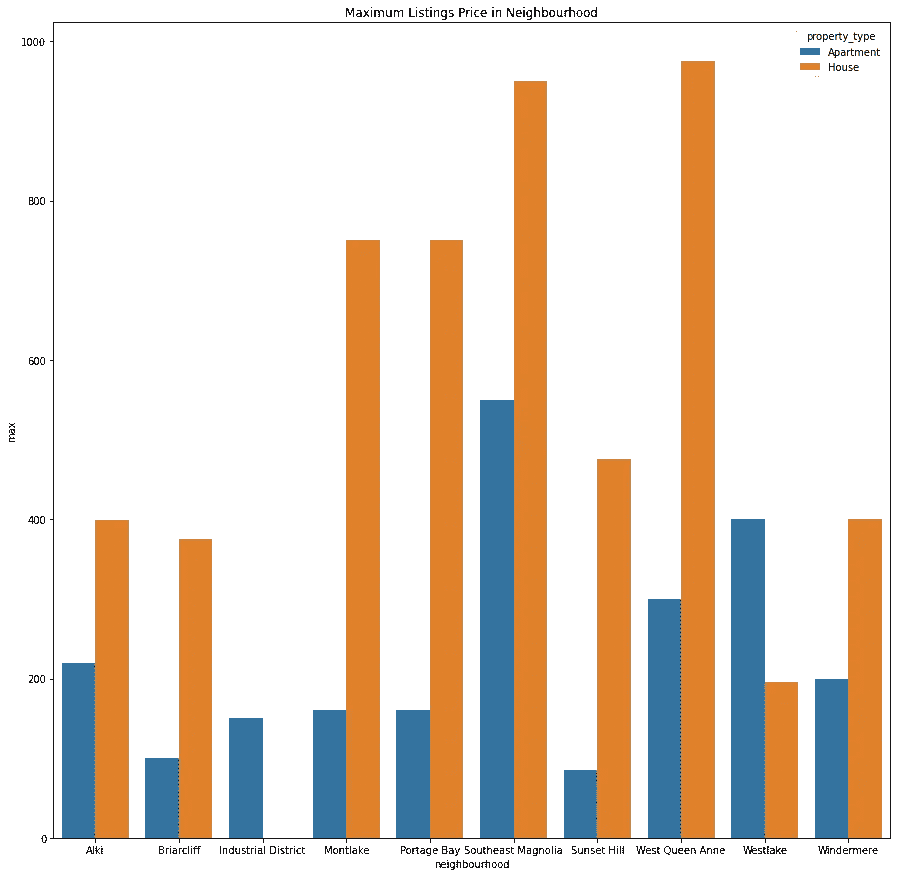 Maximum Listings Price in Neighbourhood
property_type
Apartment
House
1000
800
600
400
200
0
max
Alki Briarcliff Industrial District Montlake Portage Bay Southeast Magnolia Sunset Hill West Queen Anne Westlake Windermere
neighbourhood